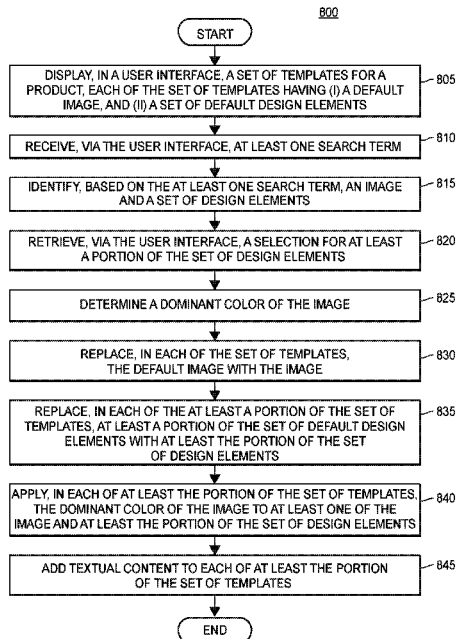 800
START
DISPLAY, IN A USER INTERFACE, A SET OF TEMPLATES FOR A
PRODUCT, EACH OF THE SET OF TEMPLATES HAVING (I) A DEFAULT
IMAGE, AND (II) A SET OF DEFAULT DESIGN ELEMENTS
805
RECEIVE, VIA THE USER INTERFACE, AT LEAST ONE SEARCH TERM
810
IDENTIFY, BASED ON THE AT LEAST ONE SEARCH TERM, AN IMAGE
AND A SET OF DESIGN ELEMENTS
815
RETRIEVE, VIA THE USER INTERFACE, A SELECTION FOR AT LEAST
A PORTION OF THE SET OF DESIGN ELEMENTS
820
DETERMINE A DOMINANT COLOR OF THE IMAGE
825
REPLACE, IN EACH OF THE SET OF TEMPLATES,
THE DEFAULT IMAGE WITH THE IMAGE
830
REPLACE, IN EACH OF THE AT LEAST A PORTION OF THE SET OF
TEMPLATES, AT LEAST A PORTION OF THE SET OF DEFAULT DESIGN
ELEMENTS WITH AT LEAST THE PORTION OF THE SET
OF DESIGN ELEMENTS
835
APPLY, IN EACH OF AT LEAST THE PORTION OF THE SET OF TEMPLATES,
THE DOMINANT COLOR OF THE IMAGE TO AT LEAST ONE OF THE
IMAGE AND AT LEAST THE PORTION OF THE SET OF DESIGN ELEMENTS
840
ADD TEXTUAL CONTENT TO EACH OF AT LEAST THE PORTION
OF THE SET OF TEMPLATES
845
END